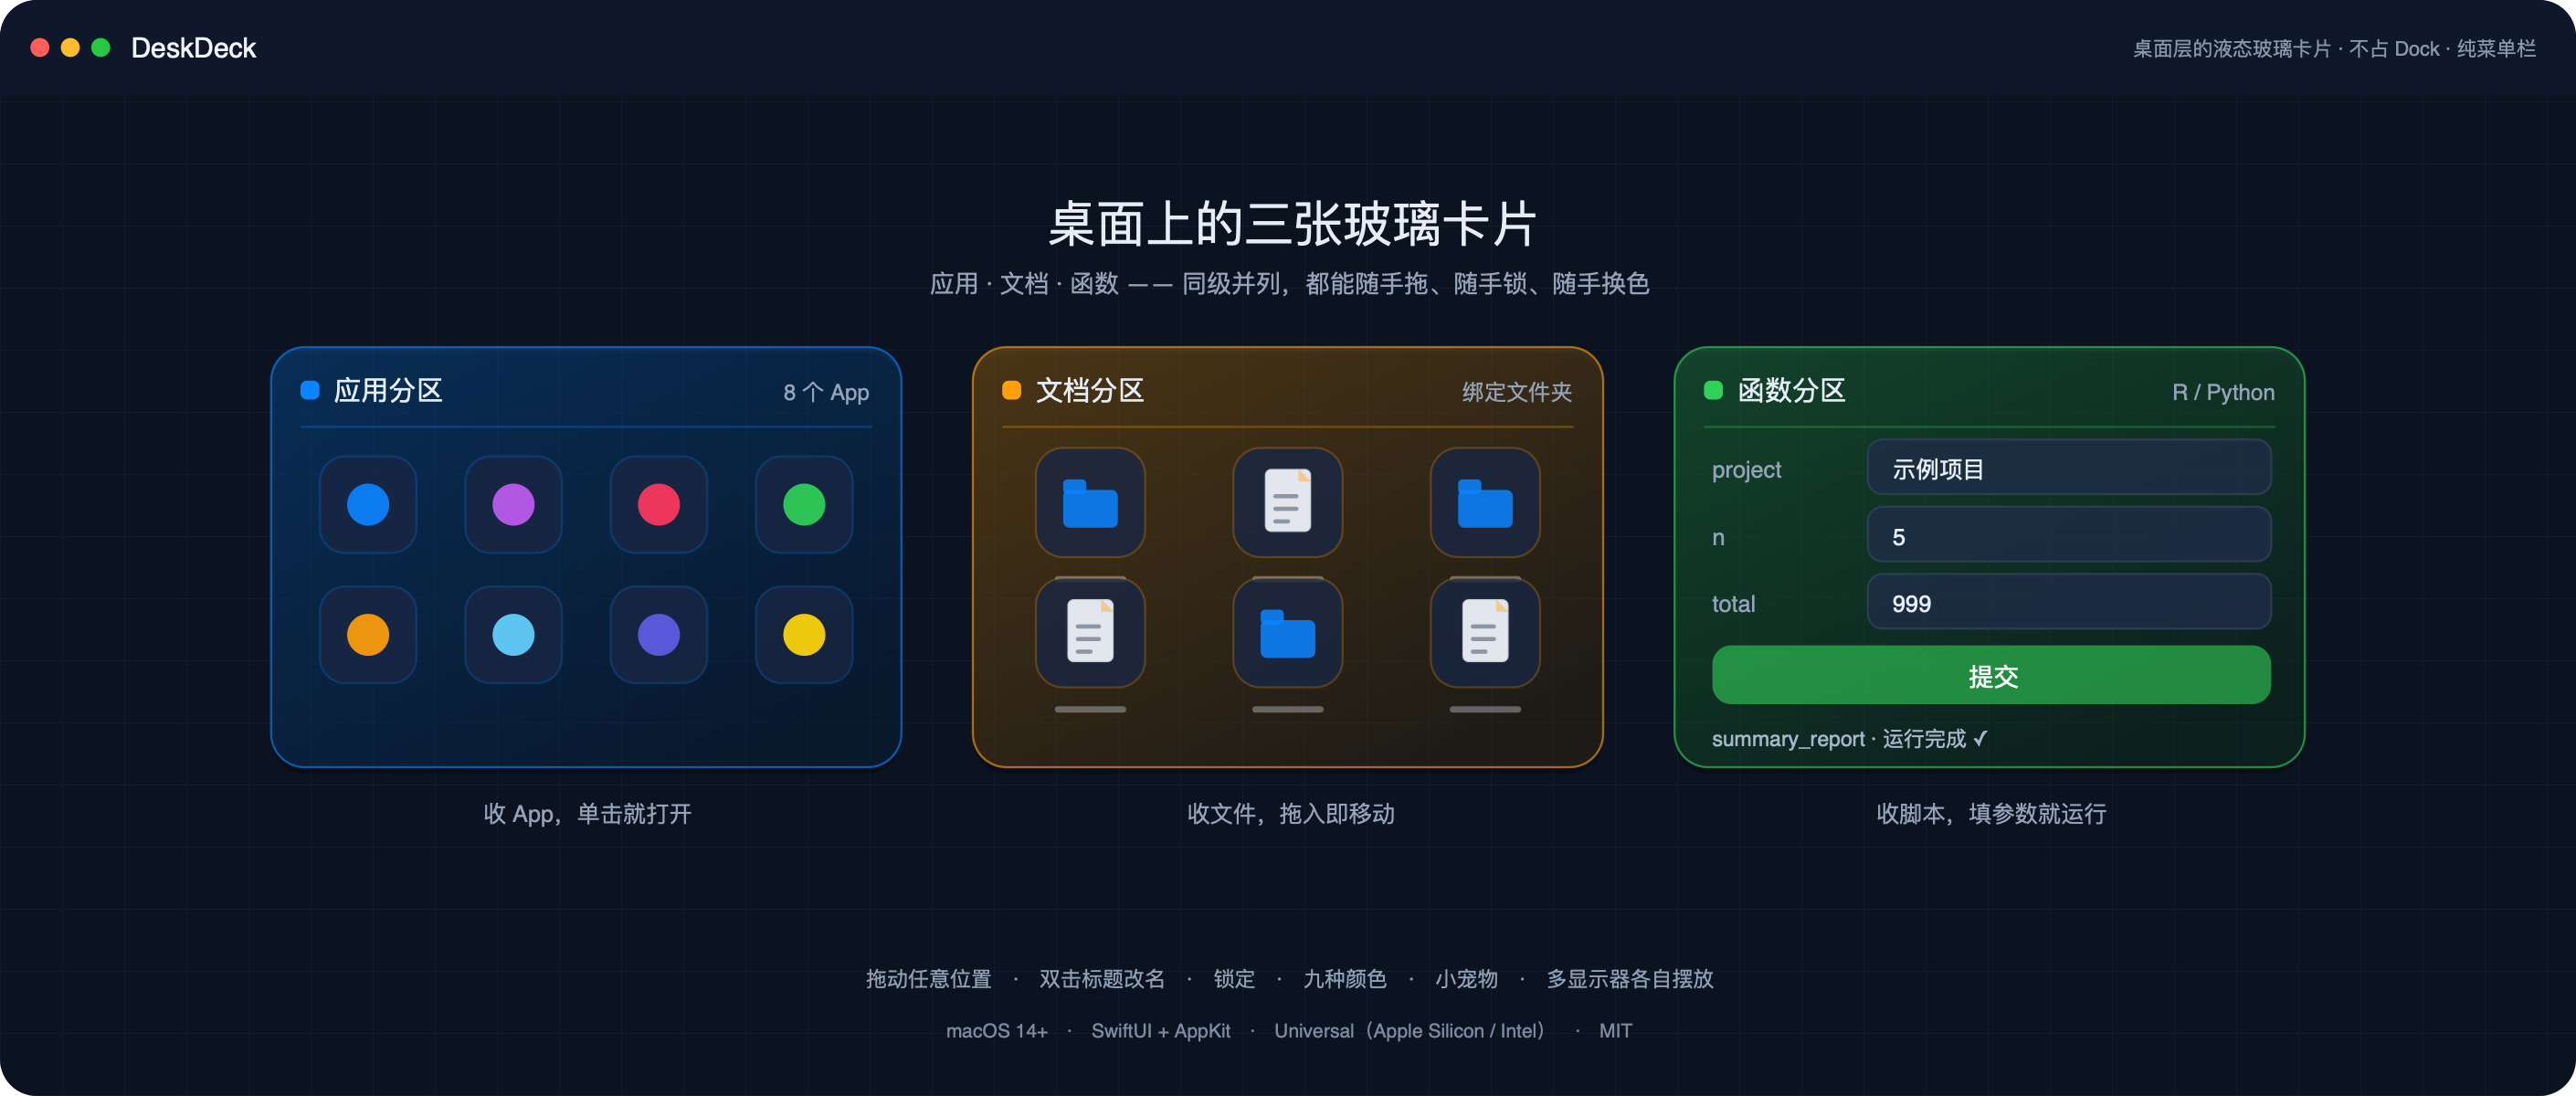 DeskDeck
桌面层的液态玻璃卡片 · 不占 Dock · 纯菜单栏
桌面上的三张玻璃卡片
应用 · 文档 · 函数 —— 同级并列，都能随手拖、随手锁、随手换色
应用分区
8 个 App
文档分区
绑定文件夹
函数分区
R / Python
project
示例项目
n
5
total
999
提交
summary_report · 运行完成 ✓
收 App，单击就打开
收文件，拖入即移动
收脚本，填参数就运行
拖动任意位置 · 双击标题改名 · 锁定 · 九种颜色 · 小宠物 · 多显示器各自摆放
macOS 14+ · SwiftUI + AppKit · Universal（Apple Silicon / Intel） · MIT